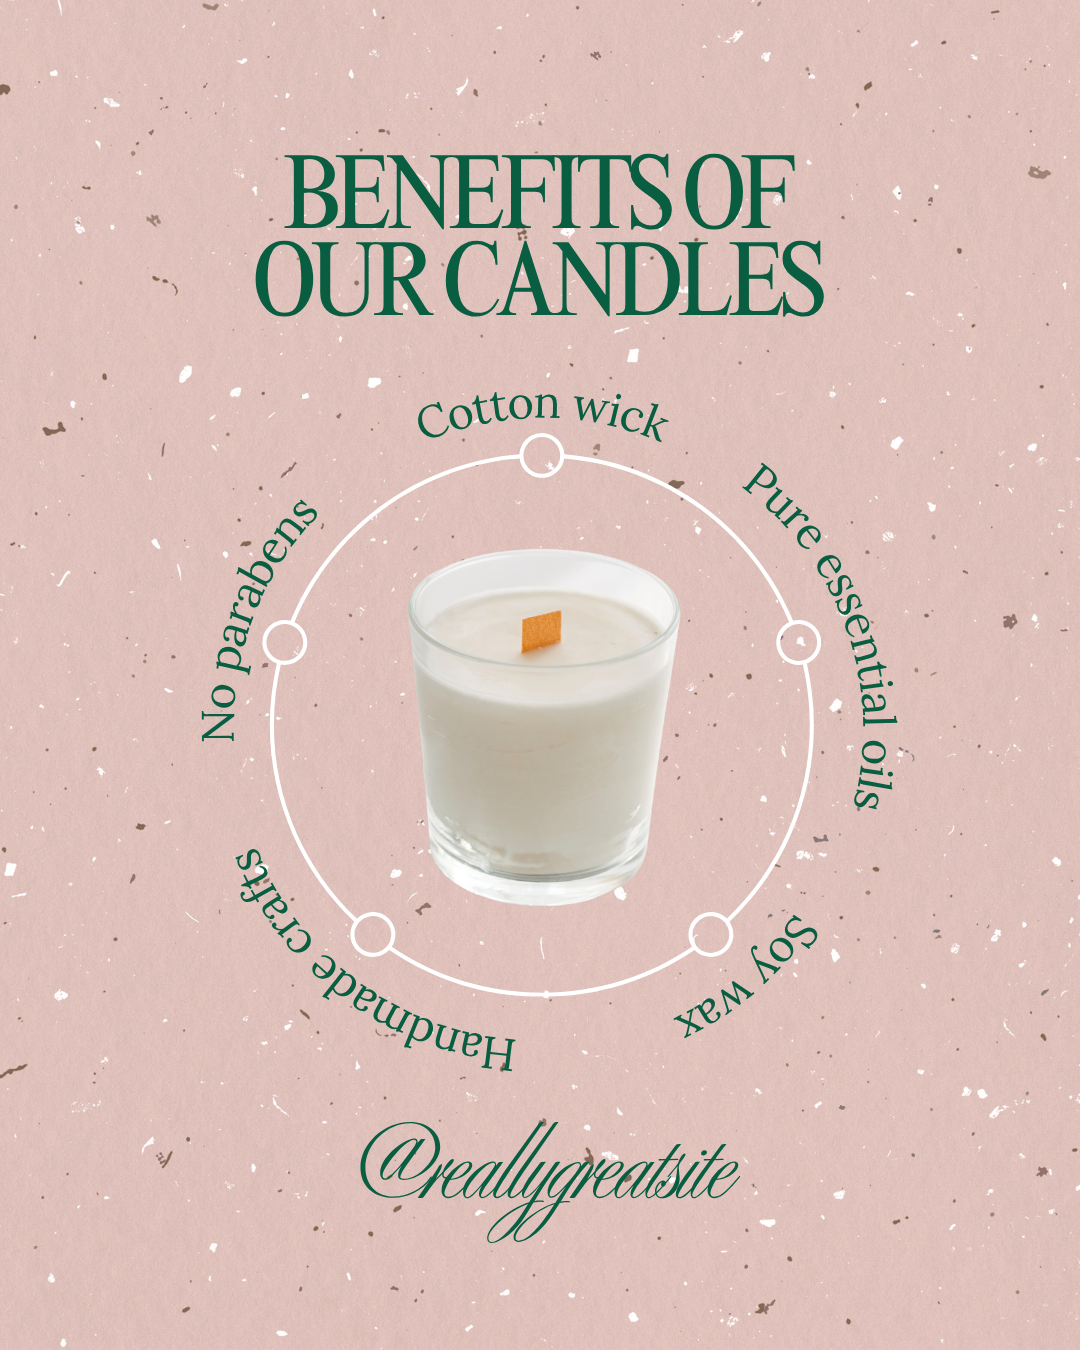 BENEFITS OF
OUR CANDLES
Cotton wick
Pure essential oils
Soy wax
Handmade crafts
No parabens
@reallygreatsite